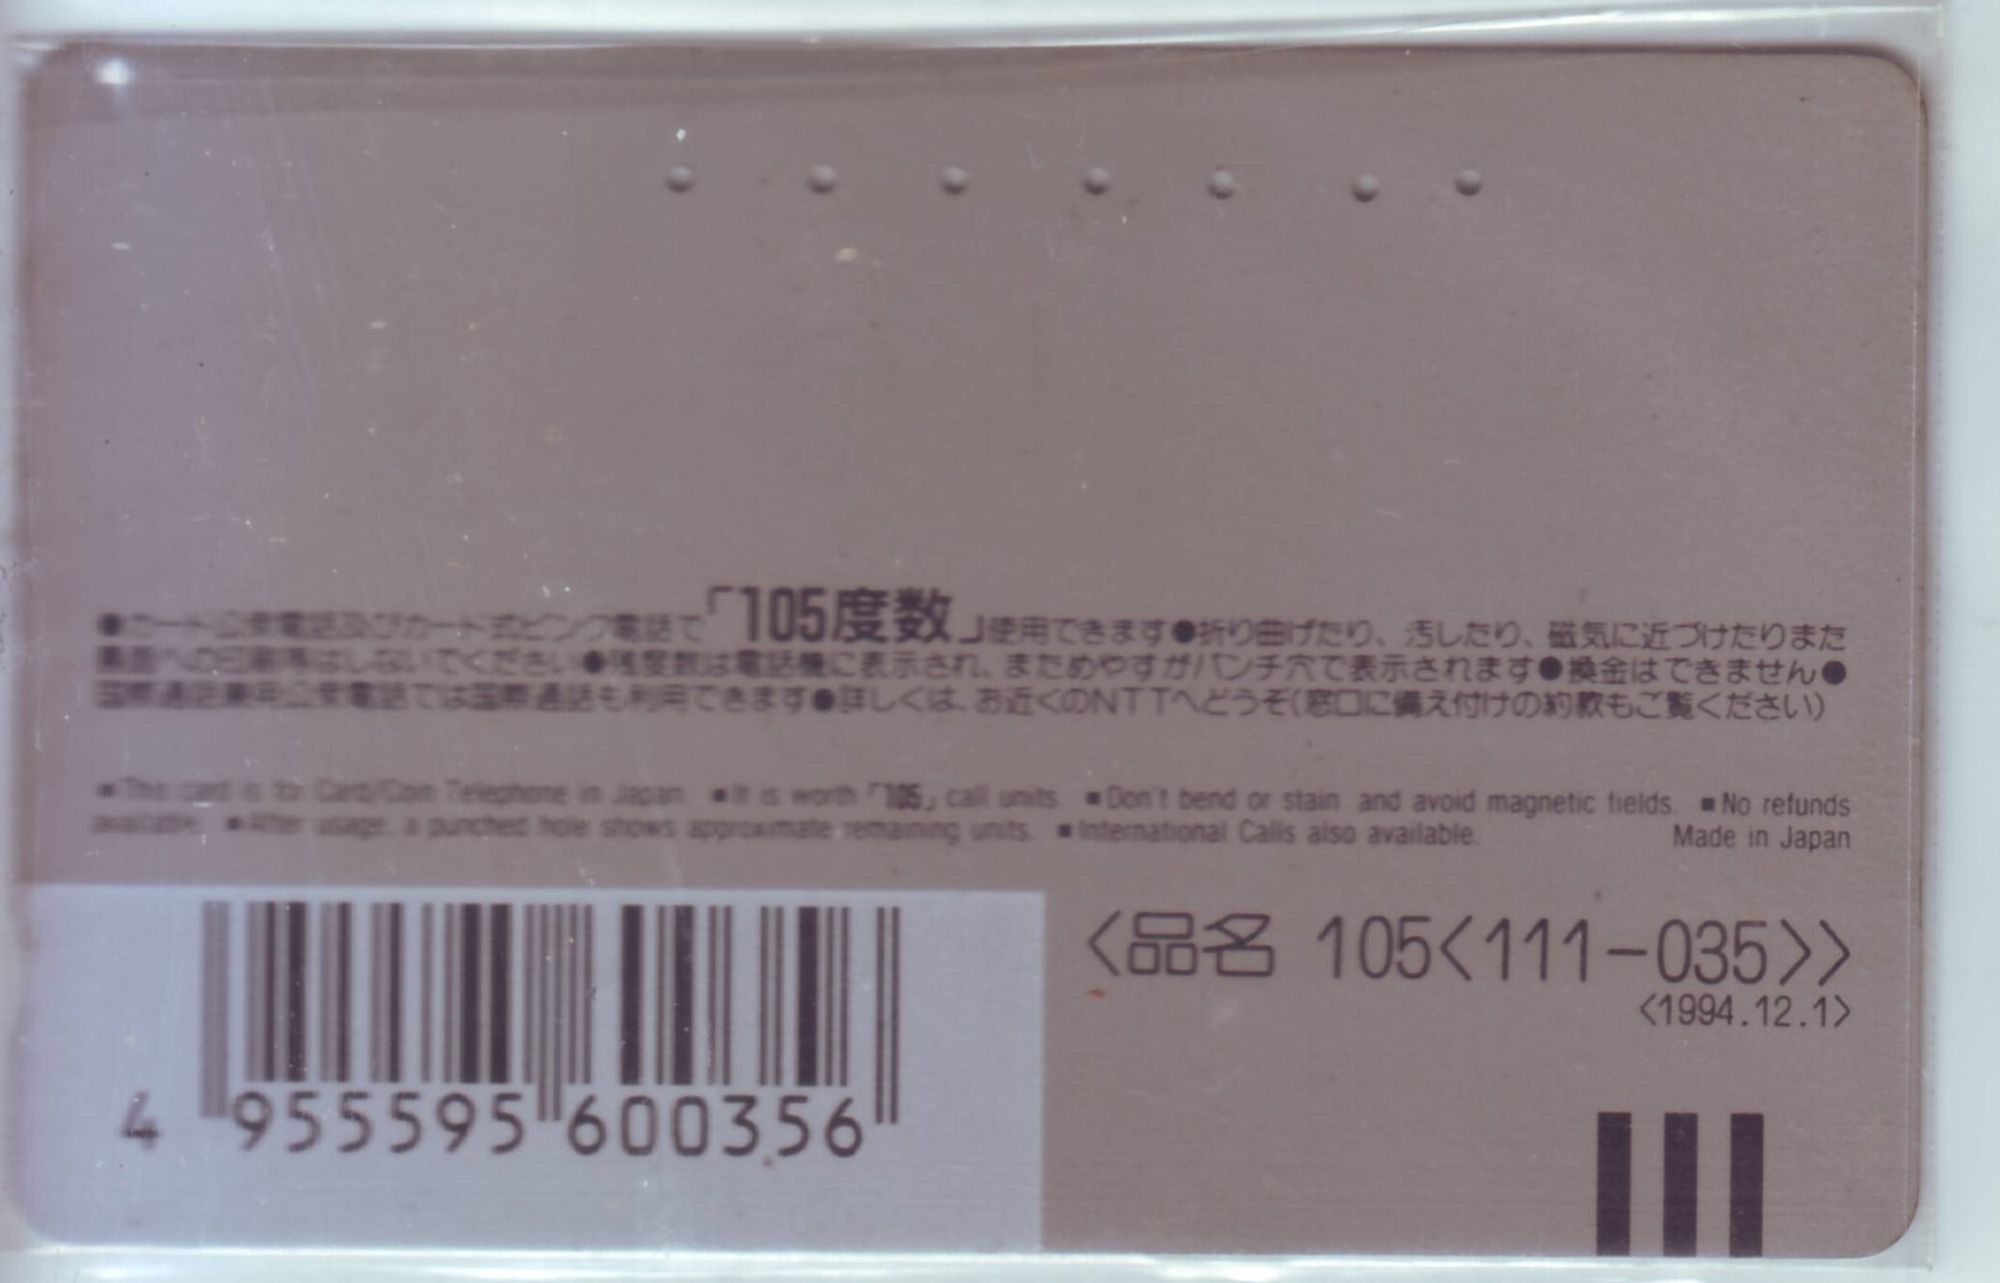 ●カード公衆電話及びカード式ピンク電話で「105度数」使用できます●折り曲げたり、汚したり、磁気に近づけたりまた
裏面への印刷等はしないでください●残度数は電話機に表示され、まためやすがパンチ穴で表示されます●換金はできません●
国際通話兼用公衆電話では国際通話も利用できます●詳しくは、お近くのNTTへどうぞ(窓口に備え付けの約款もご覧ください)
■This card is for Card/Coin Telephone in Japan. ■It is worth「105」call units. ■Don't bend or stain and avoid magnetic fields. ■No refunds
available. ■After usage, a punched hole shows approximate remaining units. ■International Calls also available. Made in Japan
<品名 105<111-035>>
<1994.12.1>
4 955595 600356